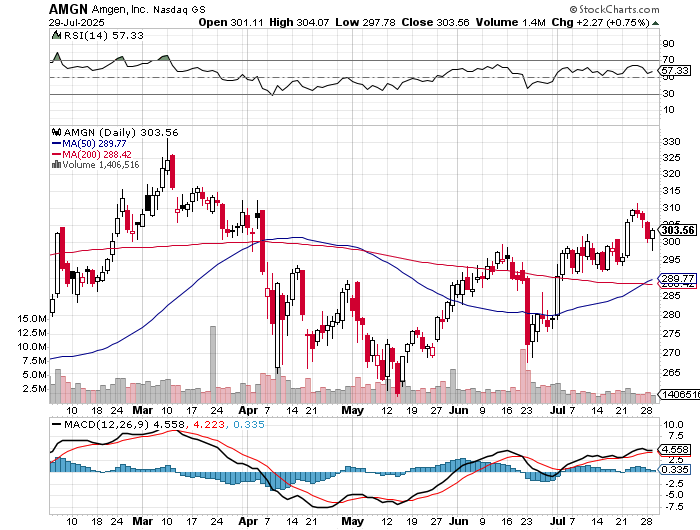 AMGN Amgen, Inc. Nasdaq GS © StockCharts.com
29-Jul-2025 Open 301.11 High 304.07 Low 297.78 Close 303.56 Volume 1.4M Chg +2.27 (+0.75%)
RSI(14) 57.33
90
70
57.33
50
30
10
AMGN (Daily) 303.56
MA(50) 289.77
MA(200) 288.42
Volume 1,406,516
330
325
320
315
310
305
303.56
300
295
290
289.77
288.42
285
280
275
270
265
15.0M
12.5M
10.0M
7.5M
5.0M
2.5M
1406516
10 18 24 Mar 10 17 24 Apr 7 14 21 May 12 19 27 Jun 9 16 23 Jul 7 14 21 28
MACD(12,26,9) 4.558, 4.223, 0.335
10.0
7.5
4.558
2.5
0.335
-2.5
-5.0
-7.5
10 18 24 Mar 10 17 24 Apr 7 14 21 May 12 19 27 Jun 9 16 23 Jul 7 14 21 28